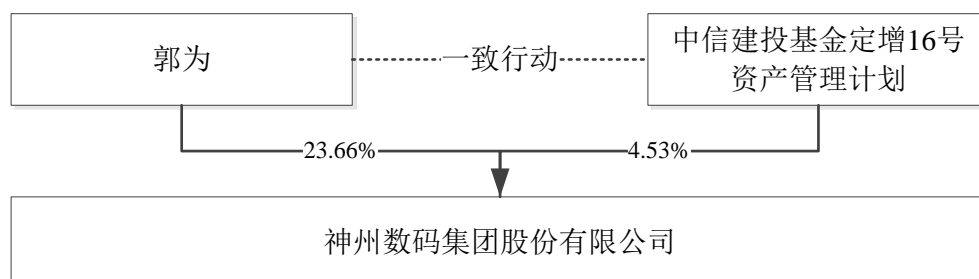 郭为
一致行动
中信建投基金定增16号
资产管理计划
23.66%
4.53%
神州数码集团股份有限公司